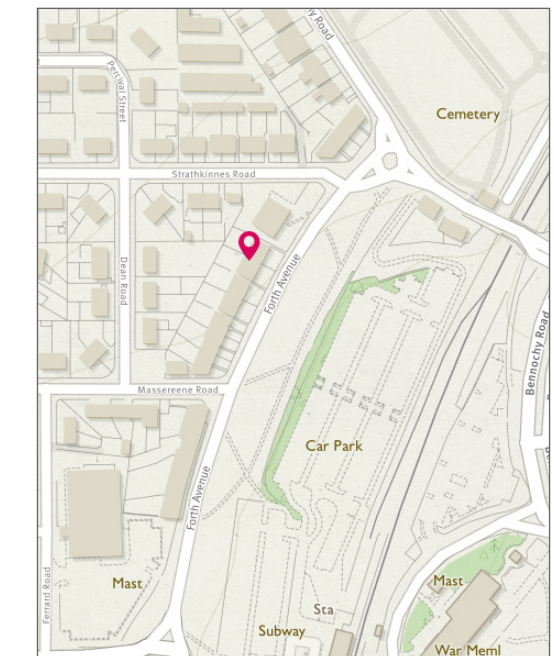 y Road
Percival Street
Cemetery
Strathkinnes Road
Dean Road
Forth Avenue
Bennochy Road
Massereene Road
Car Park
Forth Avenue
Ferrard Road
Mast
Mast
Sta
Subway
War Meml